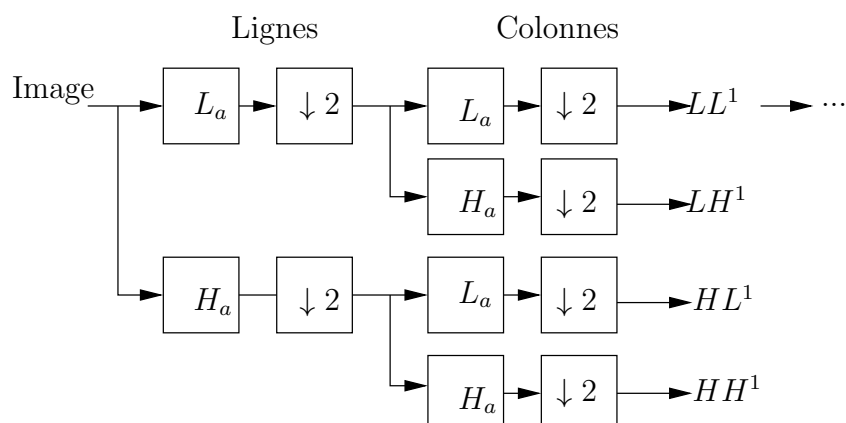 Lignes Colonnes
Image L_a ↓ 2 L_a ↓ 2 LL^1 ...
H_a ↓ 2 LH^1
H_a ↓ 2 L_a ↓ 2 HL^1
H_a ↓ 2 HH^1